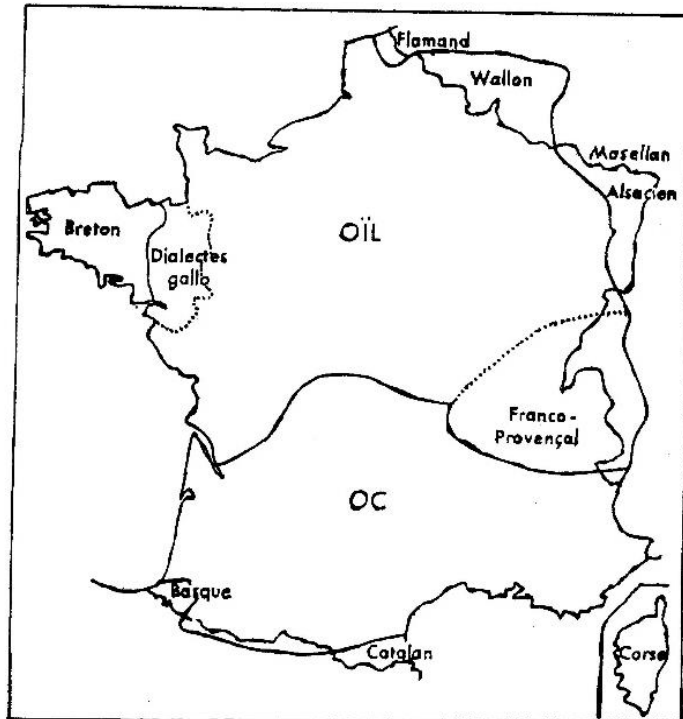 Flamand
Wallon
Mosellan
Alsacien
Breton
Dialectes
gallo
OÏL
Franco-
Provençal
OC
Basque
Catalan
Corse